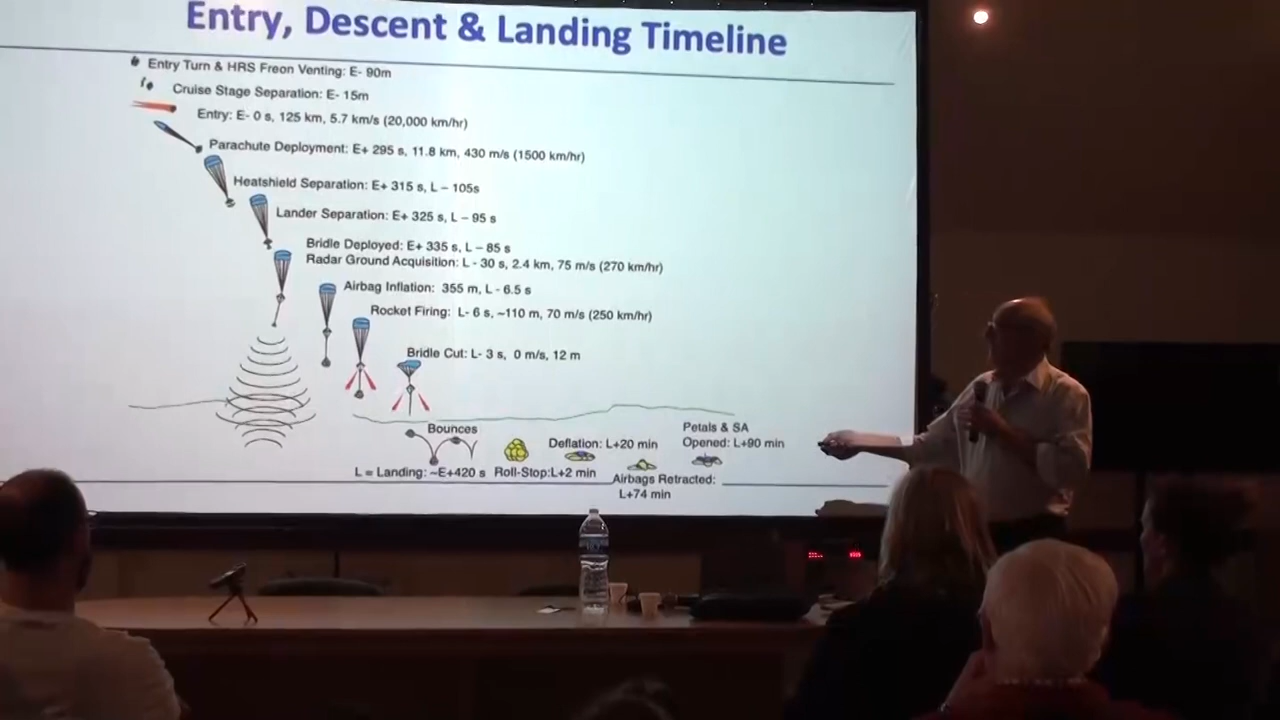 Entry, Descent & Landing Timeline
Entry Turn & HRS Freon Venting: E- 90m
Cruise Stage Separation: E- 15m
Entry: E- 0 s, 125 km, 5.7 km/s (20,000 km/hr)
Parachute Deployment: E+ 295 s, 11.8 km, 430 m/s (1500 km/hr)
Heatshield Separation: E+ 315 s, L – 105s
Lander Separation: E+ 325 s, L – 95 s
Bridle Deployed: E+ 335 s, L – 85 s
Radar Ground Acquisition: L - 30 s, 2.4 km, 75 m/s (270 km/hr)
Airbag Inflation: 355 m, L - 6.5 s
Rocket Firing: L- 6 s, ~110 m, 70 m/s (250 km/hr)
Bridle Cut: L- 3 s, 0 m/s, 12 m
Bounces
Deflation: L+20 min
Petals & SA
Opened: L+90 min
L = Landing: ~E+420 s
Roll-Stop:L+2 min
Airbags Retracted:
L+74 min